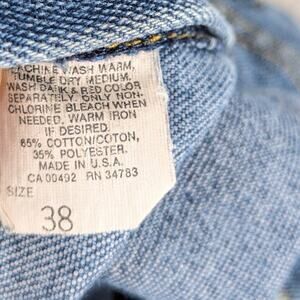 MACHINE WASH WARM,
TUMBLE DRY MEDIUM.
WASH DARK & RED COLOR
SEPARATELY. ONLY NON-
CHLORINE BLEACH WHEN
NEEDED, WARM IRON
IF DESIRED.
65% COTTON/COTON,
35% POLYESTER.
MADE IN U.S.A.
CA 00492 RN 34783
SIZE
38